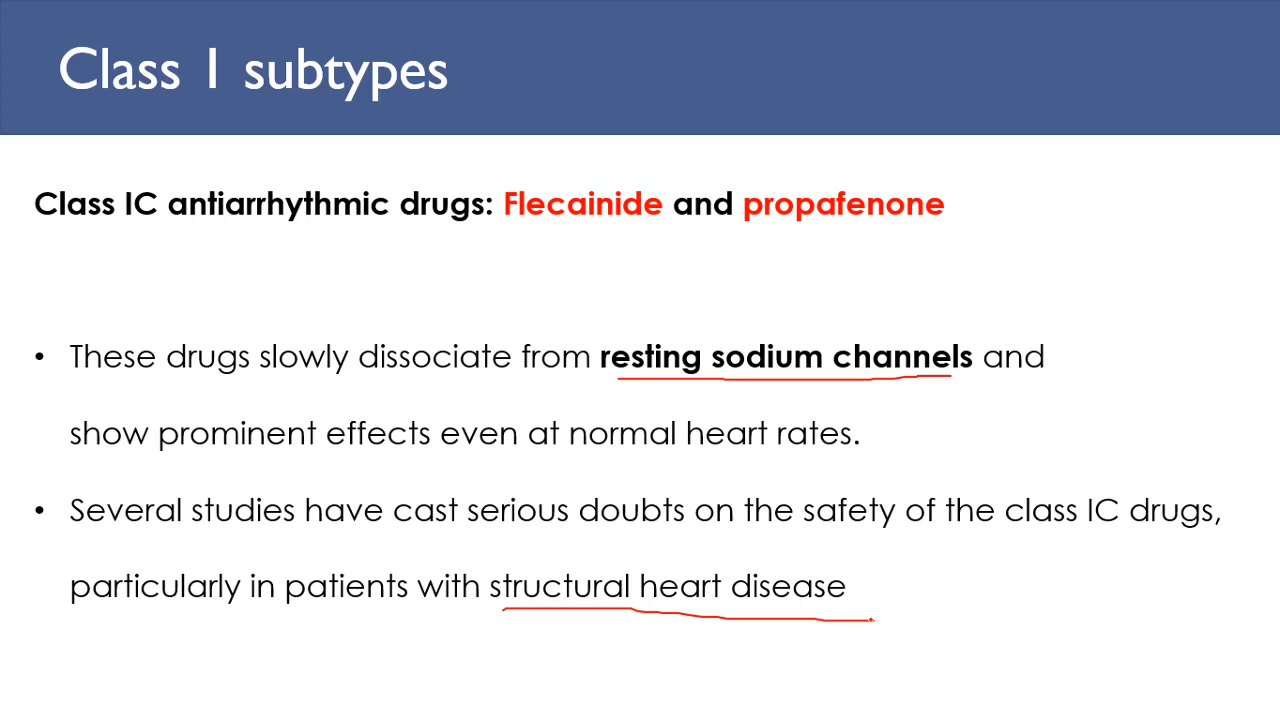 Class 1 subtypes
Class IC antiarrhythmic drugs: Flecainide and propafenone
• These drugs slowly dissociate from resting sodium channels and
show prominent effects even at normal heart rates.
• Several studies have cast serious doubts on the safety of the class IC drugs,
particularly in patients with structural heart disease